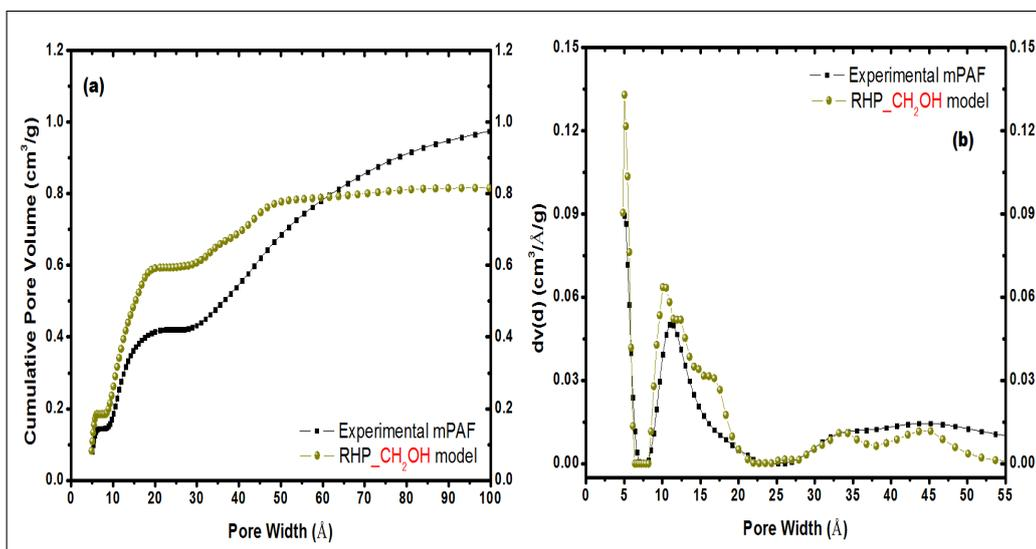 (a)
Cumulative Pore Volume (cm³/g)
1.2
1.0
0.8
0.6
0.4
0.2
0.0
1.2
1.0
0.8
0.6
0.4
0.2
0.0
Experimental mPAF
RHP_CH₂OH model
0 10 20 30 40 50 60 70 80 90 100
Pore Width (Å)
(b)
dv(d) (cm³/Å/g)
0.15
0.12
0.09
0.06
0.03
0.00
0.15
0.12
0.09
0.06
0.03
0.00
Experimental mPAF
RHP_CH₂OH model
0 5 10 15 20 25 30 35 40 45 50 55
Pore Width (Å)